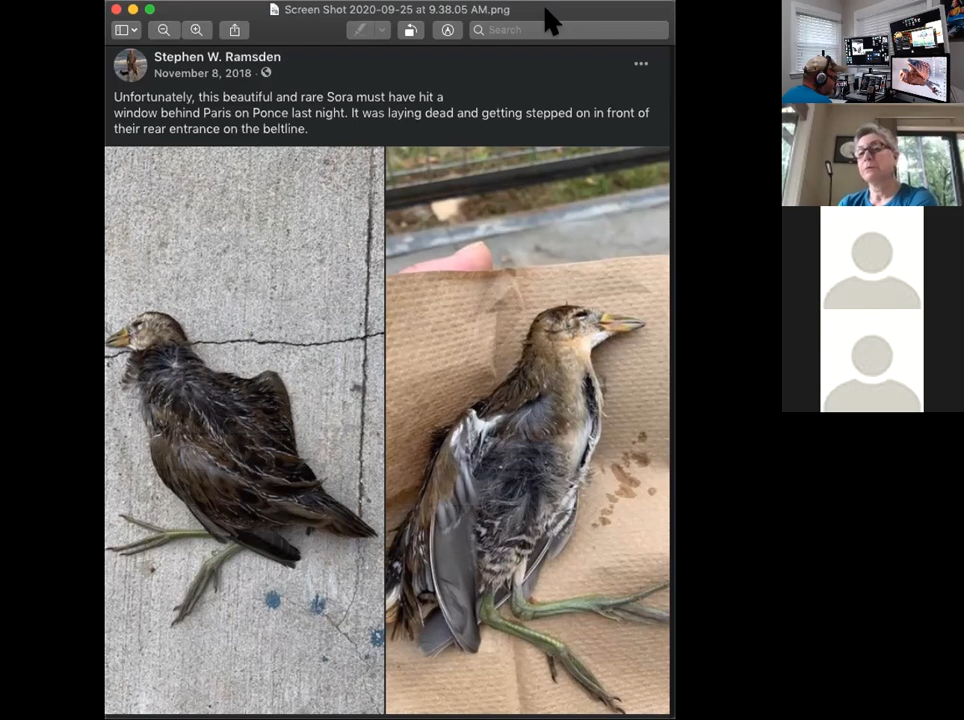 Screen Shot 2020-09-25 at 9.38.05 AM.png
Search
Stephen W. Ramsden
November 8, 2018 ·
Unfortunately, this beautiful and rare Sora must have hit a
window behind Paris on Ponce last night. It was laying dead and getting stepped on in front of
their rear entrance on the beltline.